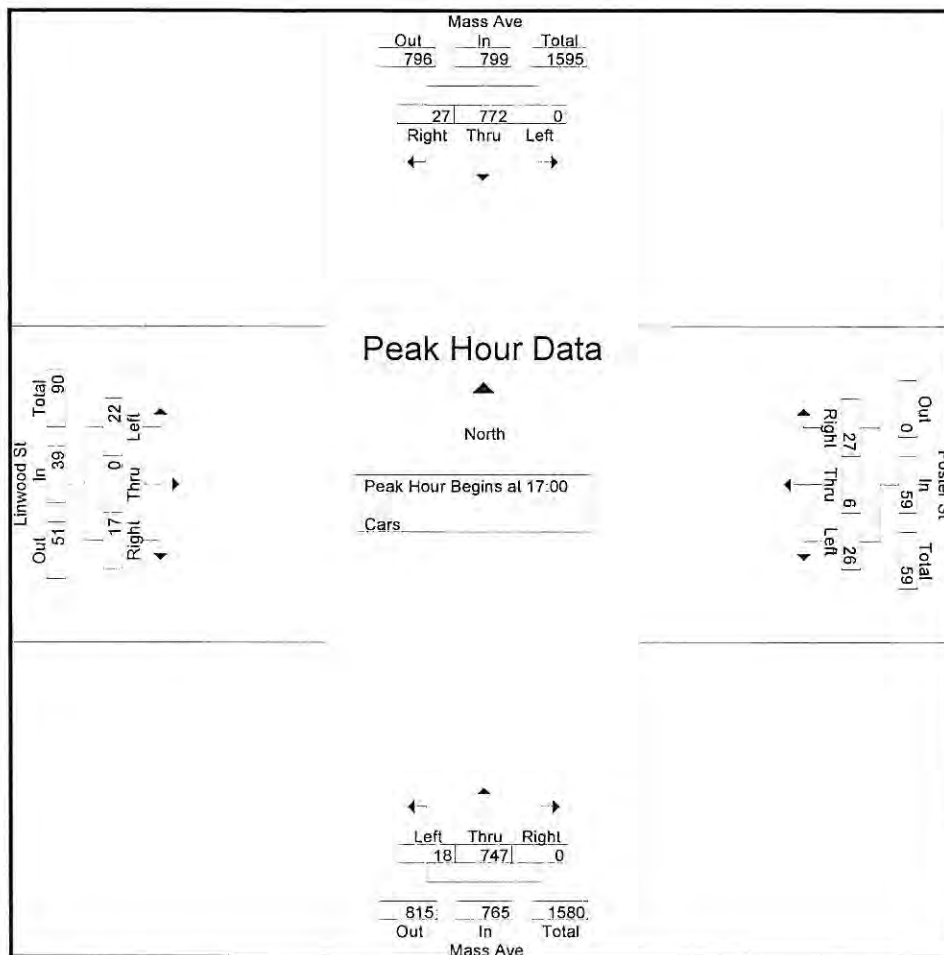 Mass Ave
Out In Total
796 799 1595
27 772 0
Right Thru Left
Peak Hour Data
North
Peak Hour Begins at 17:00
Cars
Linwood St
Out In Total
51 39 90
17 0 22
Right Thru Left
Right Thru Left
27 6 26
Out In Total
0 59 59
Left Thru Right
18 747 0
815 765 1580
Out In Total
Mass Ave